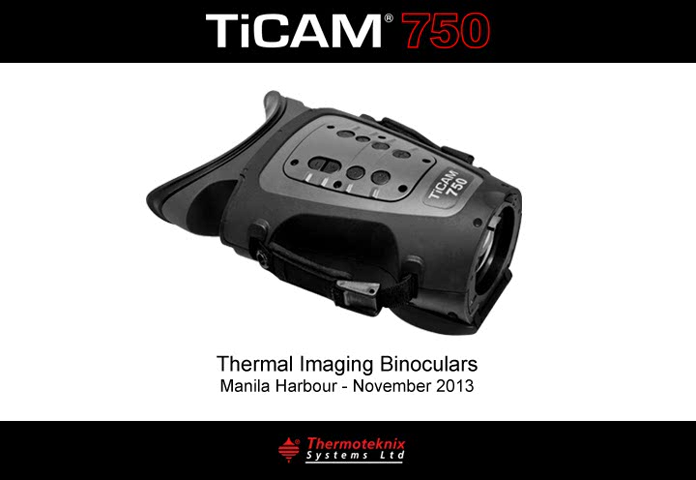 TiCAM® 750
TiCAM
750
Thermal Imaging Binoculars
Manila Harbour - November 2013
Thermoteknix
Systems Ltd